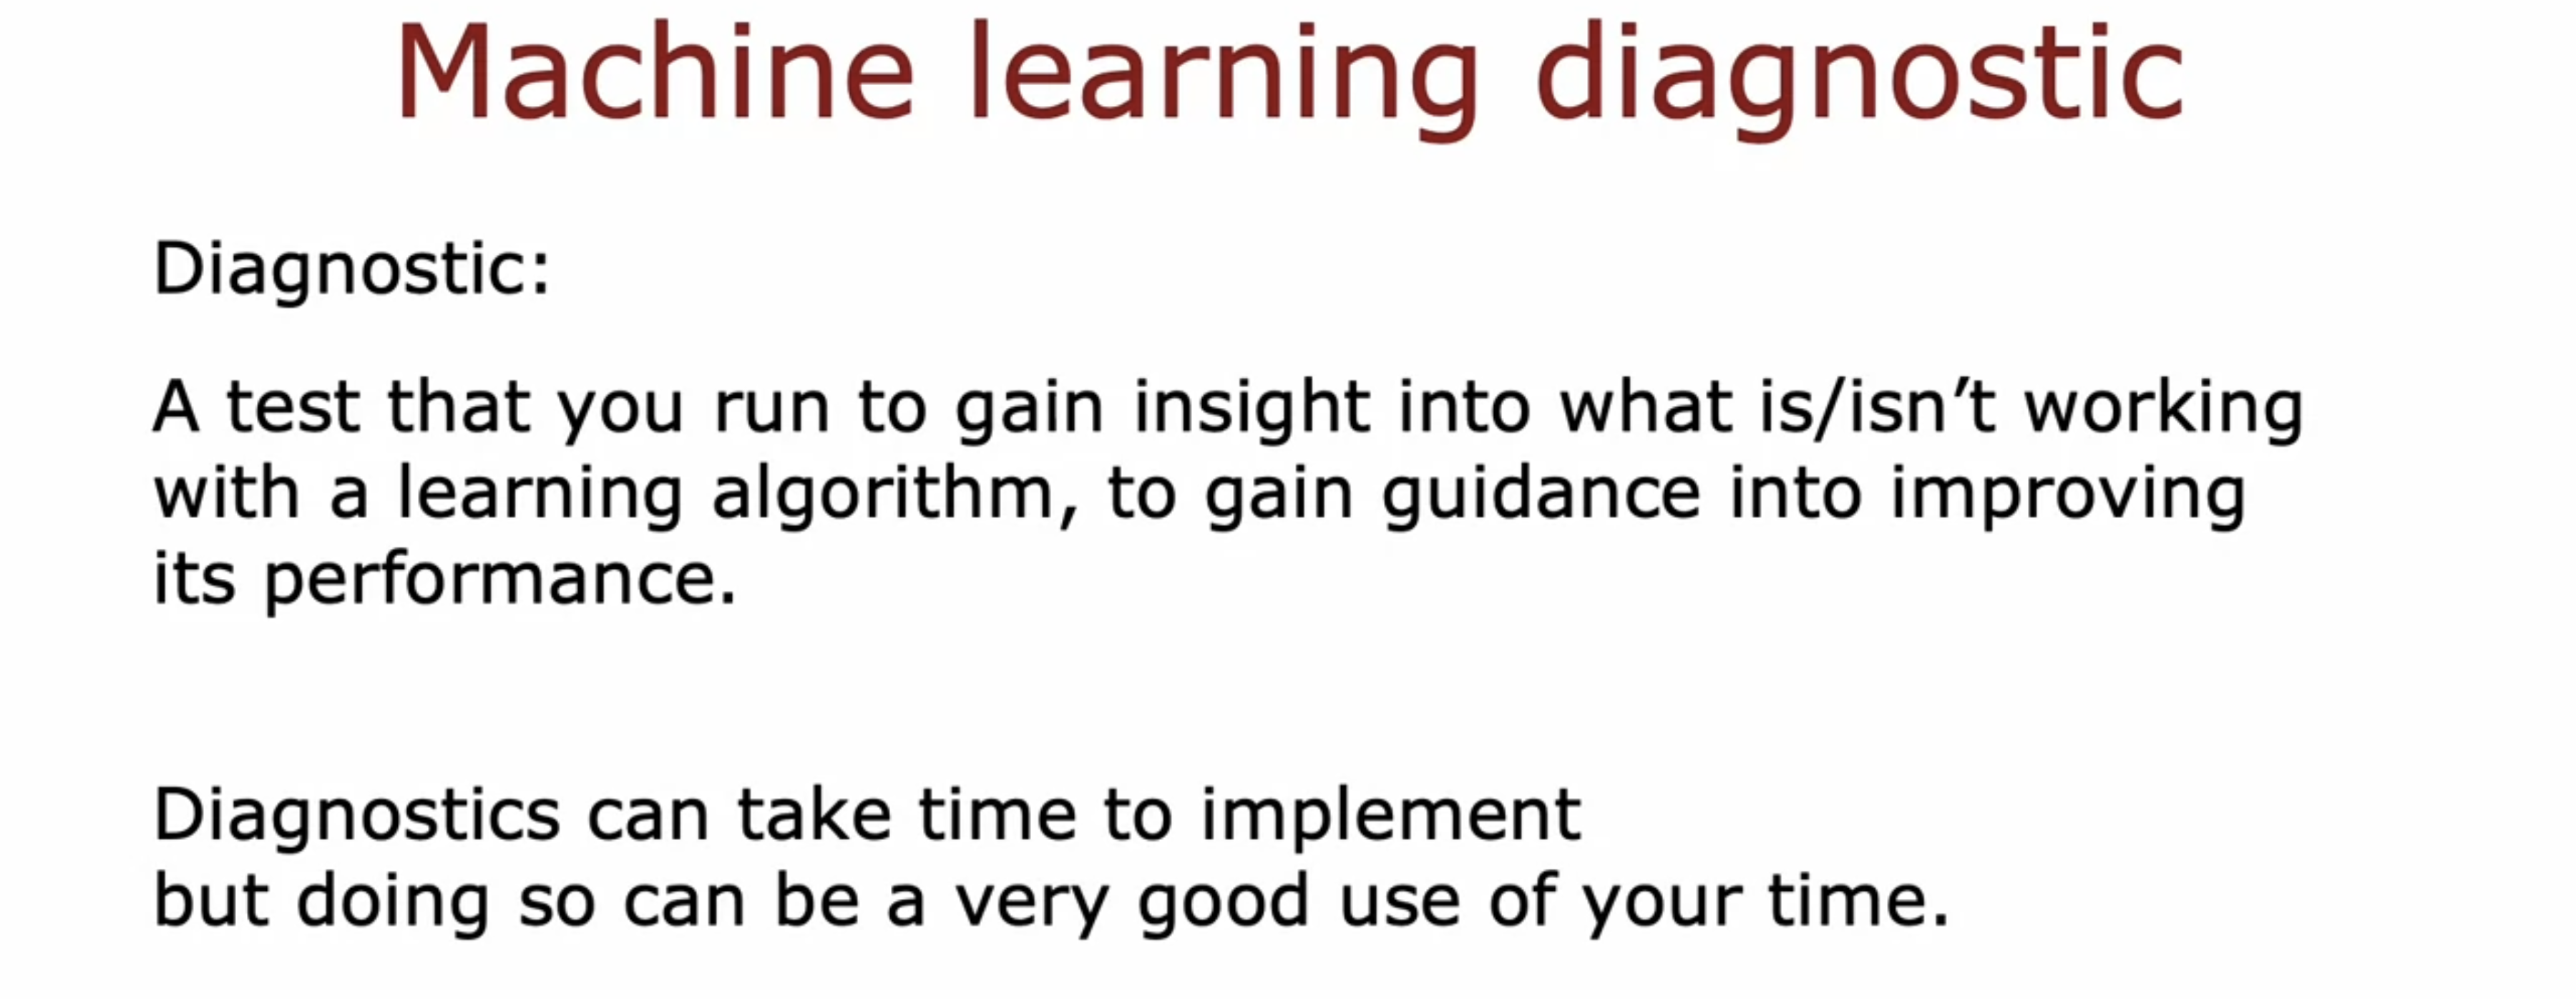 Machine learning diagnostic
Diagnostic:
A test that you run to gain insight into what is/isn’t working
with a learning algorithm, to gain guidance into improving
its performance.
Diagnostics can take time to implement
but doing so can be a very good use of your time.